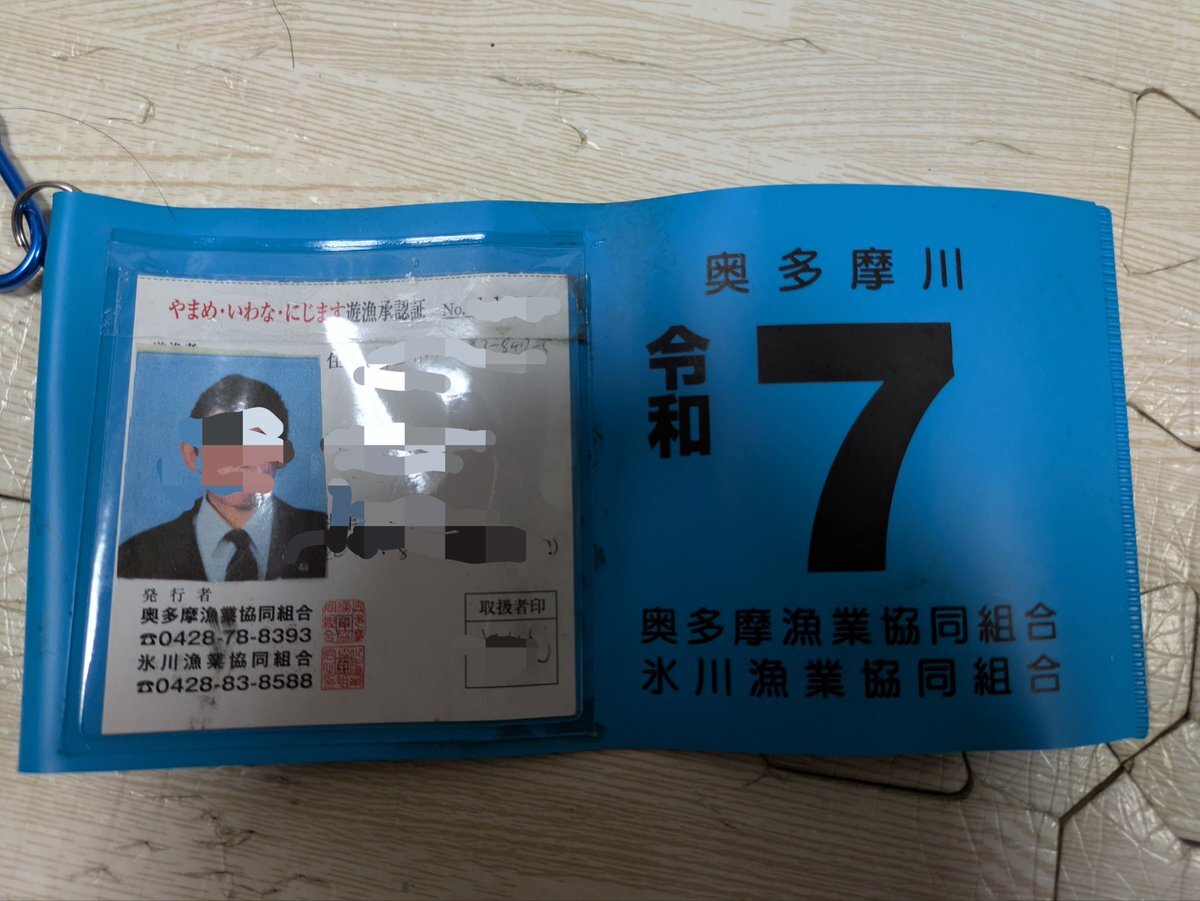 やまめ・いわな・にじます遊漁承認証 No.
発行者
奥多摩漁業協同組合
☎0428-78-8393
氷川漁業協同組合
☎0428-83-8588
取扱者印
奥多摩川
令和
7
奥多摩漁業協同組合
氷川漁業協同組合